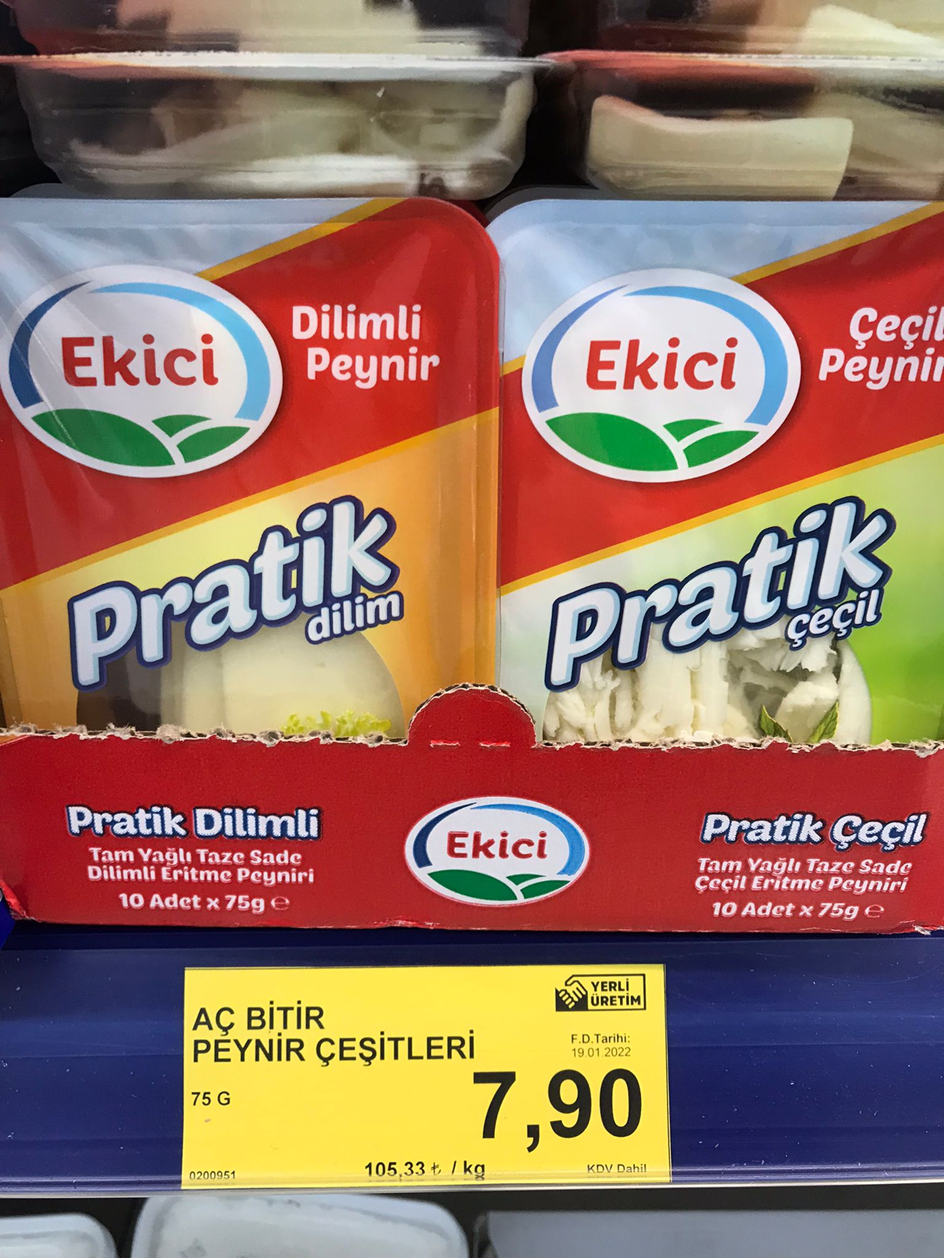 Ekici
Dilimli
Peynir
Pratik
dilim
Ekici
Çeçil
Peynir
Pratik
çeçil
Pratik Dilimli
Tam Yağlı Taze Sade
Dilimli Eritme Peyniri
10 Adet x 75g ℮
Ekici
Pratik Çeçil
Tam Yağlı Taze Sade
Çeçil Eritme Peyniri
10 Adet x 75g ℮
AÇ BİTİR
PEYNİR ÇEŞİTLERİ
75 G
YERLİ
ÜRETİM
F.D.Tarihi:
19.01.2022
7,90
0200951
105,33 ₺ / kg
KDV Dahil